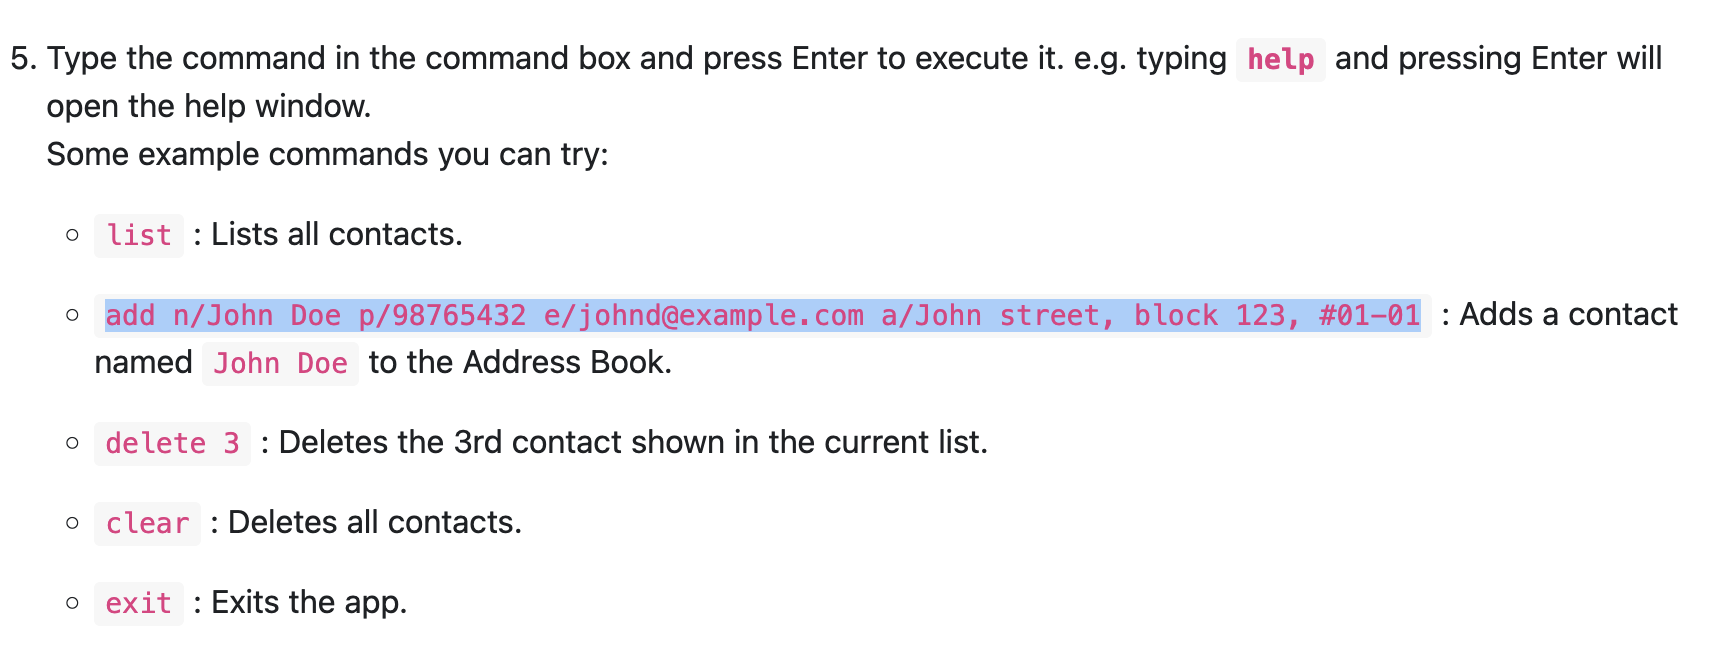 5. Type the command in the command box and press Enter to execute it. e.g. typing help and pressing Enter will
open the help window.
Some example commands you can try:
list : Lists all contacts.
add n/John Doe p/98765432 e/johnd@example.com a/John street, block 123, #01-01 : Adds a contact
named John Doe to the Address Book.
delete 3 : Deletes the 3rd contact shown in the current list.
clear : Deletes all contacts.
exit : Exits the app.